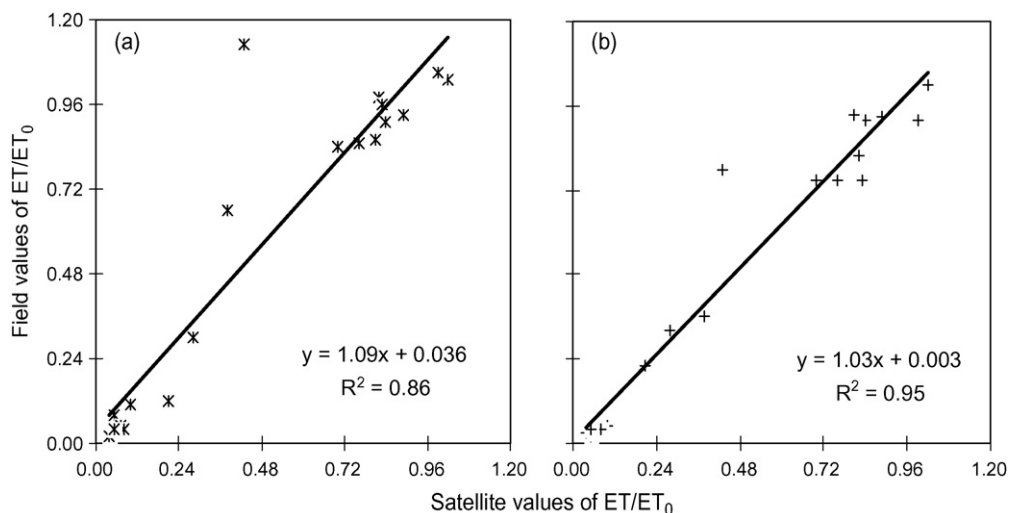 1.20
(a)
(b)
0.96
0.72
0.48
0.24
0.00
Field values of ET/ET₀
y = 1.09x + 0.036
R² = 0.86
y = 1.03x + 0.003
R² = 0.95
0.00 0.24 0.48 0.72 0.96 1.20
0.00 0.24 0.48 0.72 0.96 1.20
Satellite values of ET/ET₀